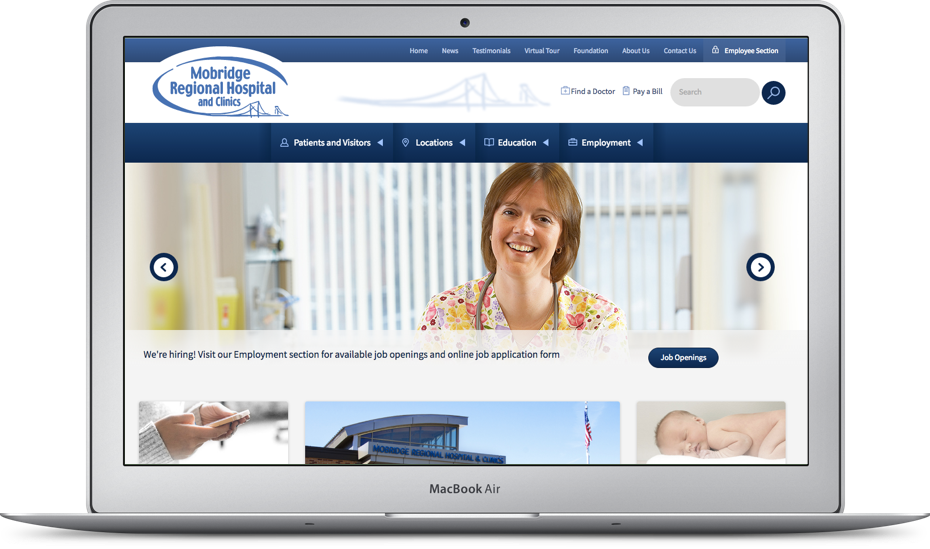 Home News Testimonials Virtual Tour Foundation About Us Contact Us Employee Section
Mobridge
Regional Hospital
and Clinics
Find a Doctor Pay a Bill Search
Patients and Visitors Locations Education Employment
We're hiring! Visit our Employment section for available job openings and online job application form
Job Openings
MOBRIDGE REGIONAL HOSPITAL & CLINICS
MacBook Air